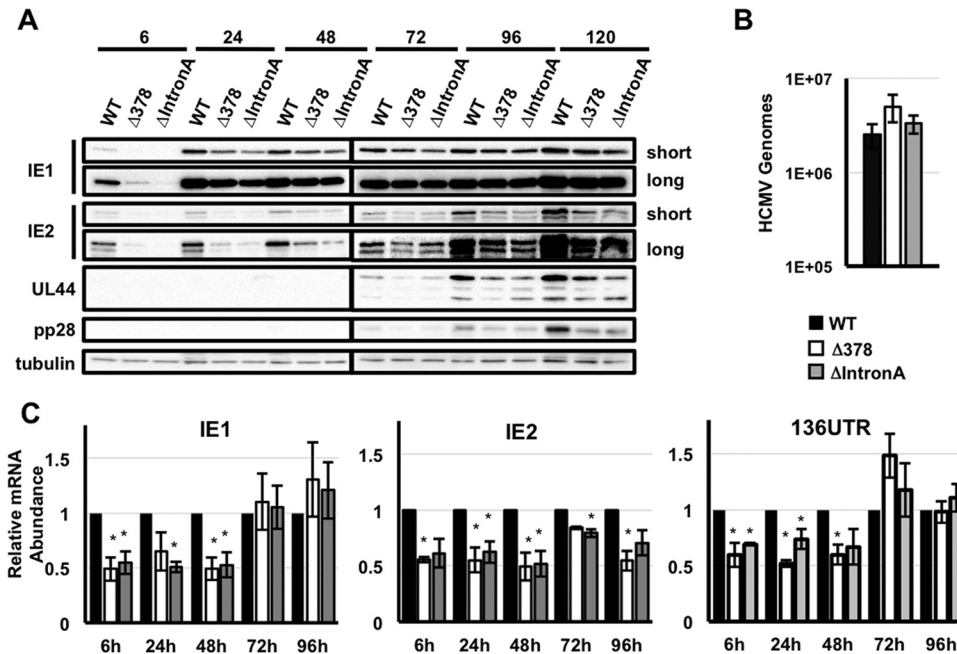 A
6 24 48 72 96 120
WT Δ378 ΔIntronA WT Δ378 ΔIntronA WT Δ378 ΔIntronA WT Δ378 ΔIntronA WT Δ378 ΔIntronA WT Δ378 ΔIntronA
IE1
short
long
IE2
short
long
UL44
pp28
tubulin
B
HCMV Genomes
1E+07
1E+06
1E+05
WT
Δ378
ΔIntronA
C
Relative mRNA
Abundance
IE1
1.5
1
0.5
0
* * * * *
6h 24h 48h 72h 96h
IE2
1.5
1
0.5
0
* * * * * * *
6h 24h 48h 72h 96h
136UTR
1.5
1
0.5
0
* * * * *
6h 24h 48h 72h 96h